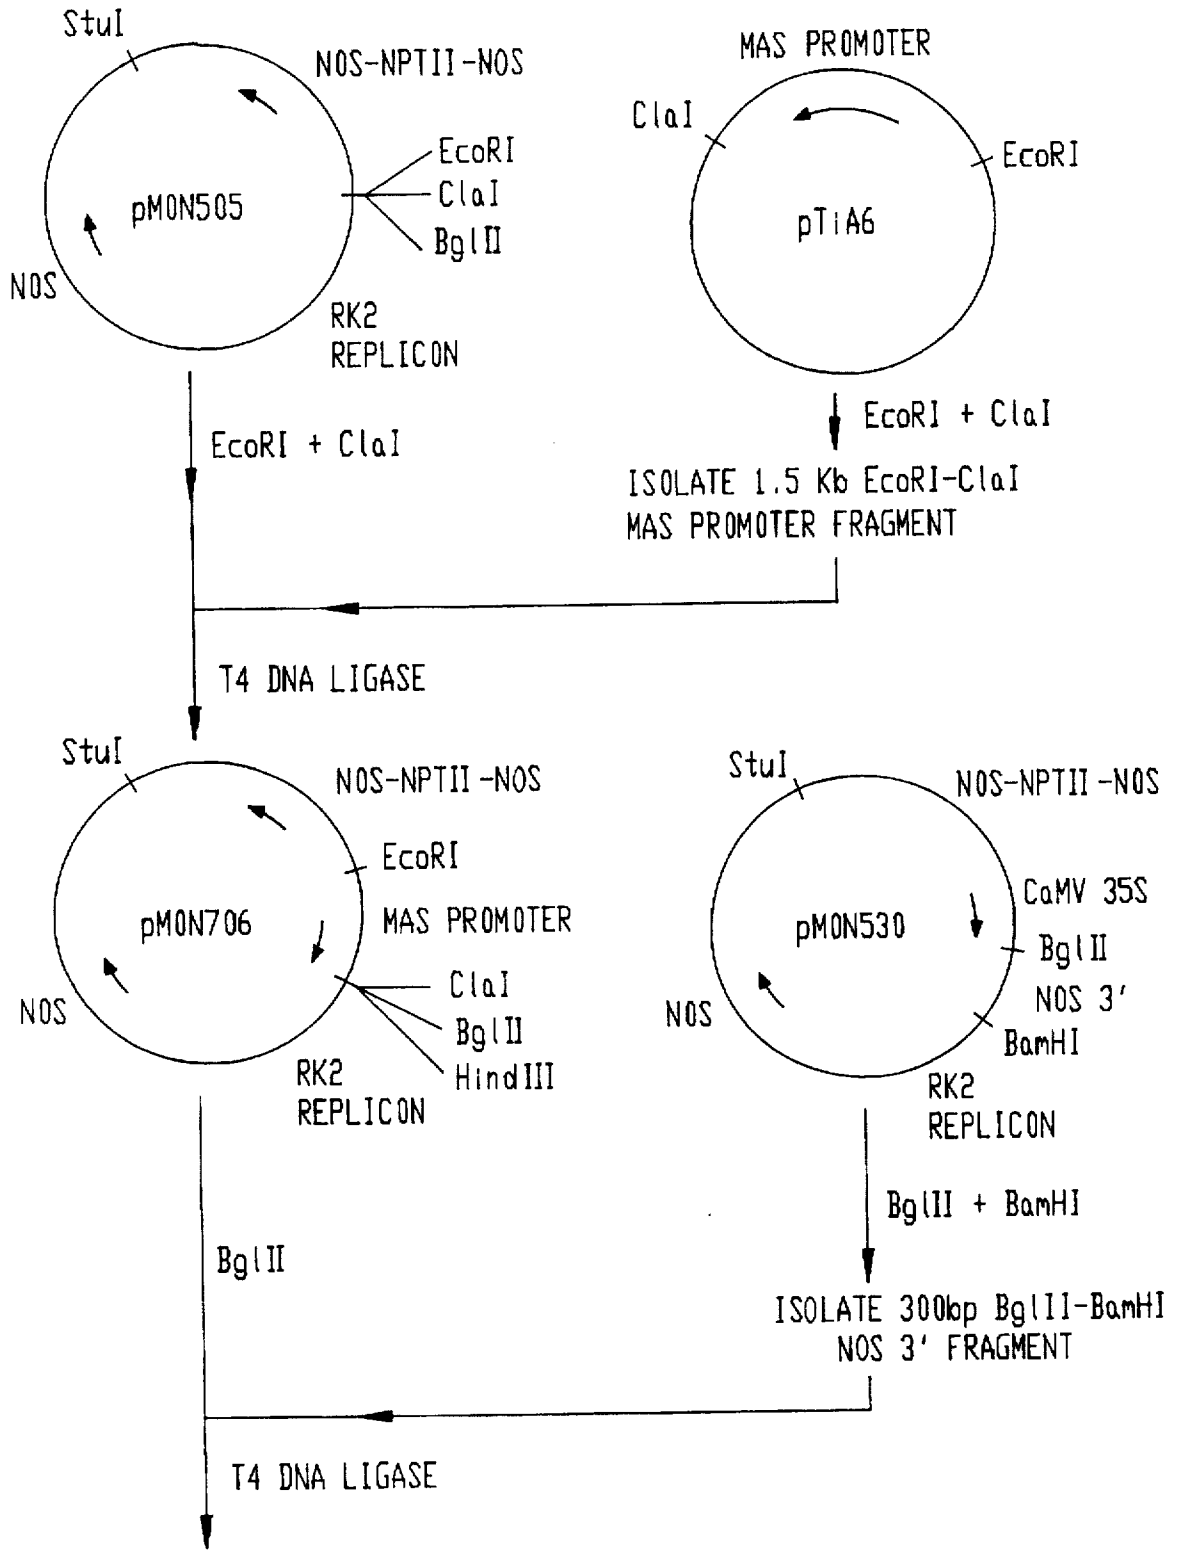 StuI
NOS-NPTII-NOS
EcoRI
ClaI
BglII
pMON505
NOS
RK2
REPLICON
MAS PROMOTER
ClaI
EcoRI
pTiA6
EcoRI + ClaI
EcoRI + ClaI
ISOLATE 1.5 Kb EcoRI-ClaI
MAS PROMOTER FRAGMENT
T4 DNA LIGASE
StuI
NOS-NPTII-NOS
EcoRI
MAS PROMOTER
pMON706
ClaI
BglII
HindIII
NOS
RK2
REPLICON
StuI
NOS-NPTII-NOS
CaMV 35S
pMON530
BglII
NOS 3'
BamHI
NOS
RK2
REPLICON
BglII + BamHI
BglII
ISOLATE 300bp BglII-BamHI
NOS 3' FRAGMENT
T4 DNA LIGASE